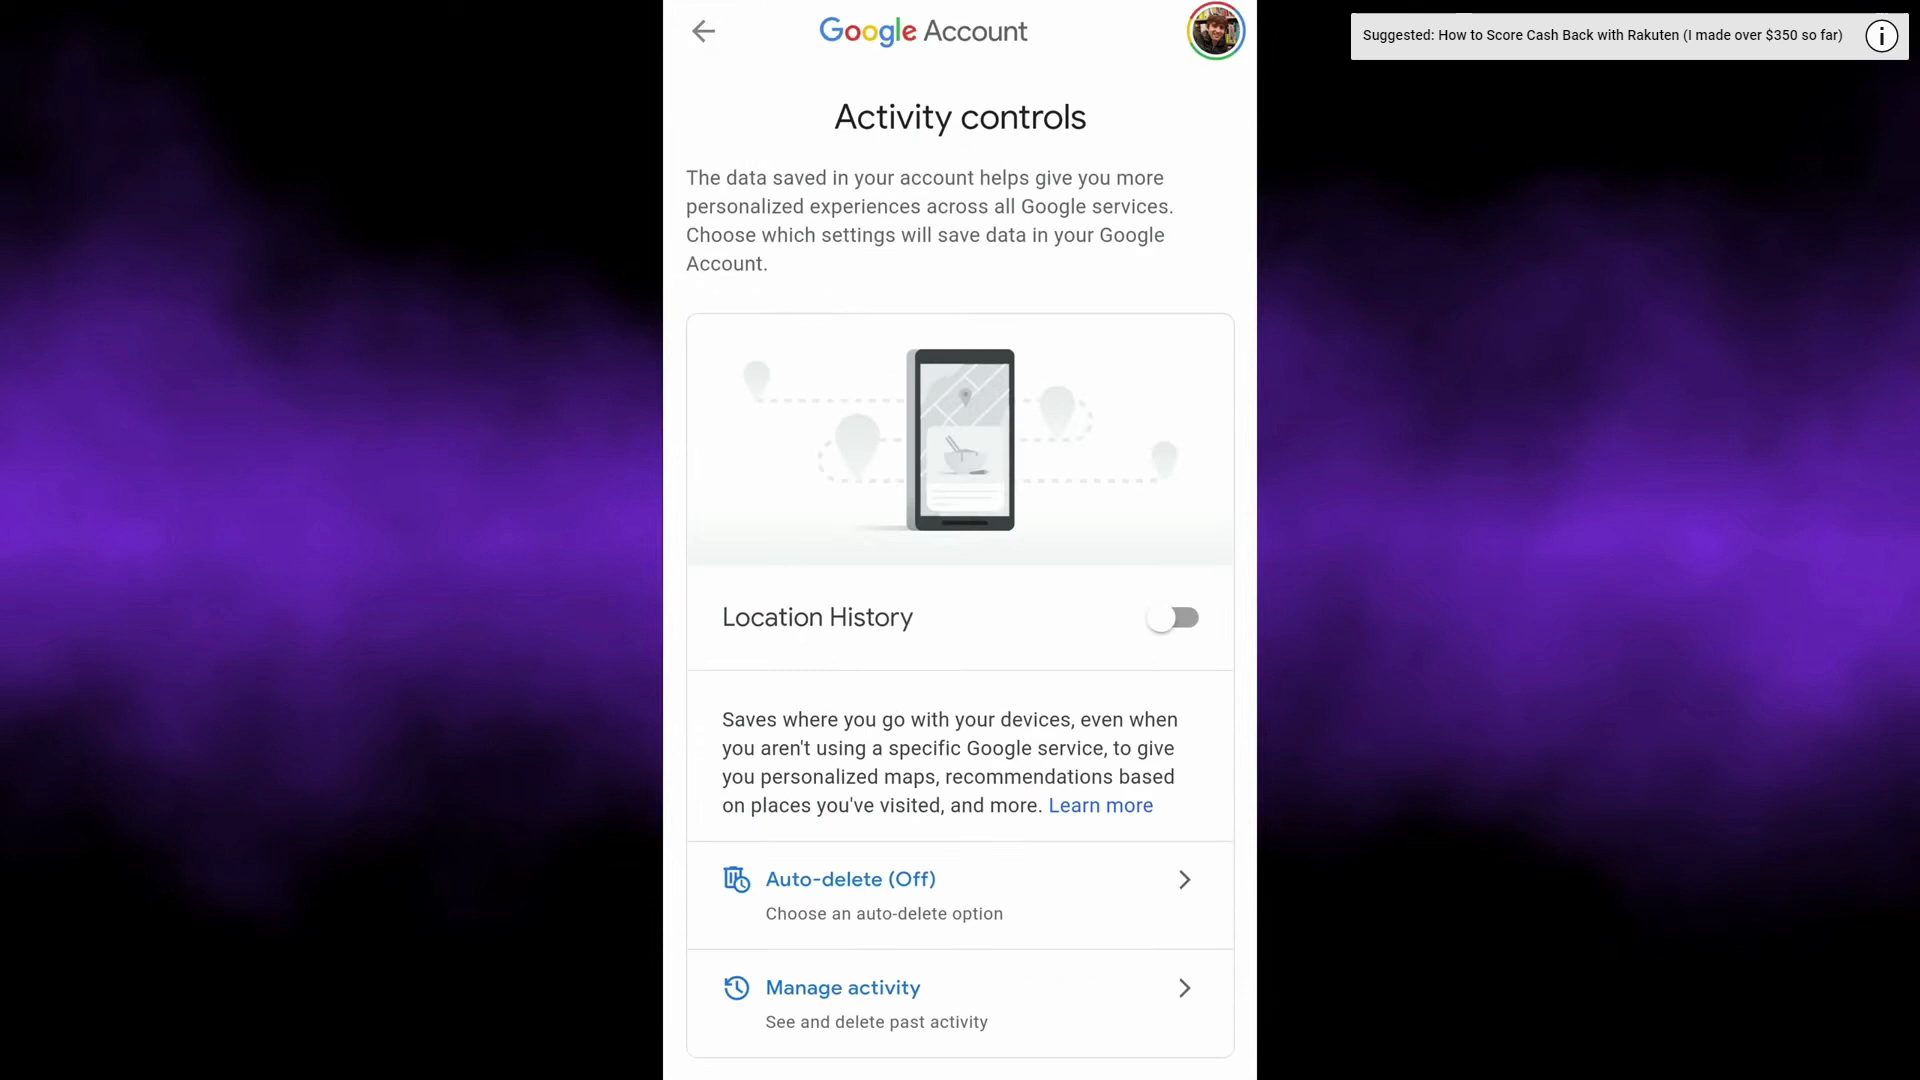 Google Account
Suggested: How to Score Cash Back with Rakuten (I made over $350 so far)
Activity controls
The data saved in your account helps give you more
personalized experiences across all Google services.
Choose which settings will save data in your Google
Account.
Location History
Saves where you go with your devices, even when
you aren't using a specific Google service, to give
you personalized maps, recommendations based
on places you've visited, and more. Learn more
Auto-delete (Off)
Choose an auto-delete option
Manage activity
See and delete past activity